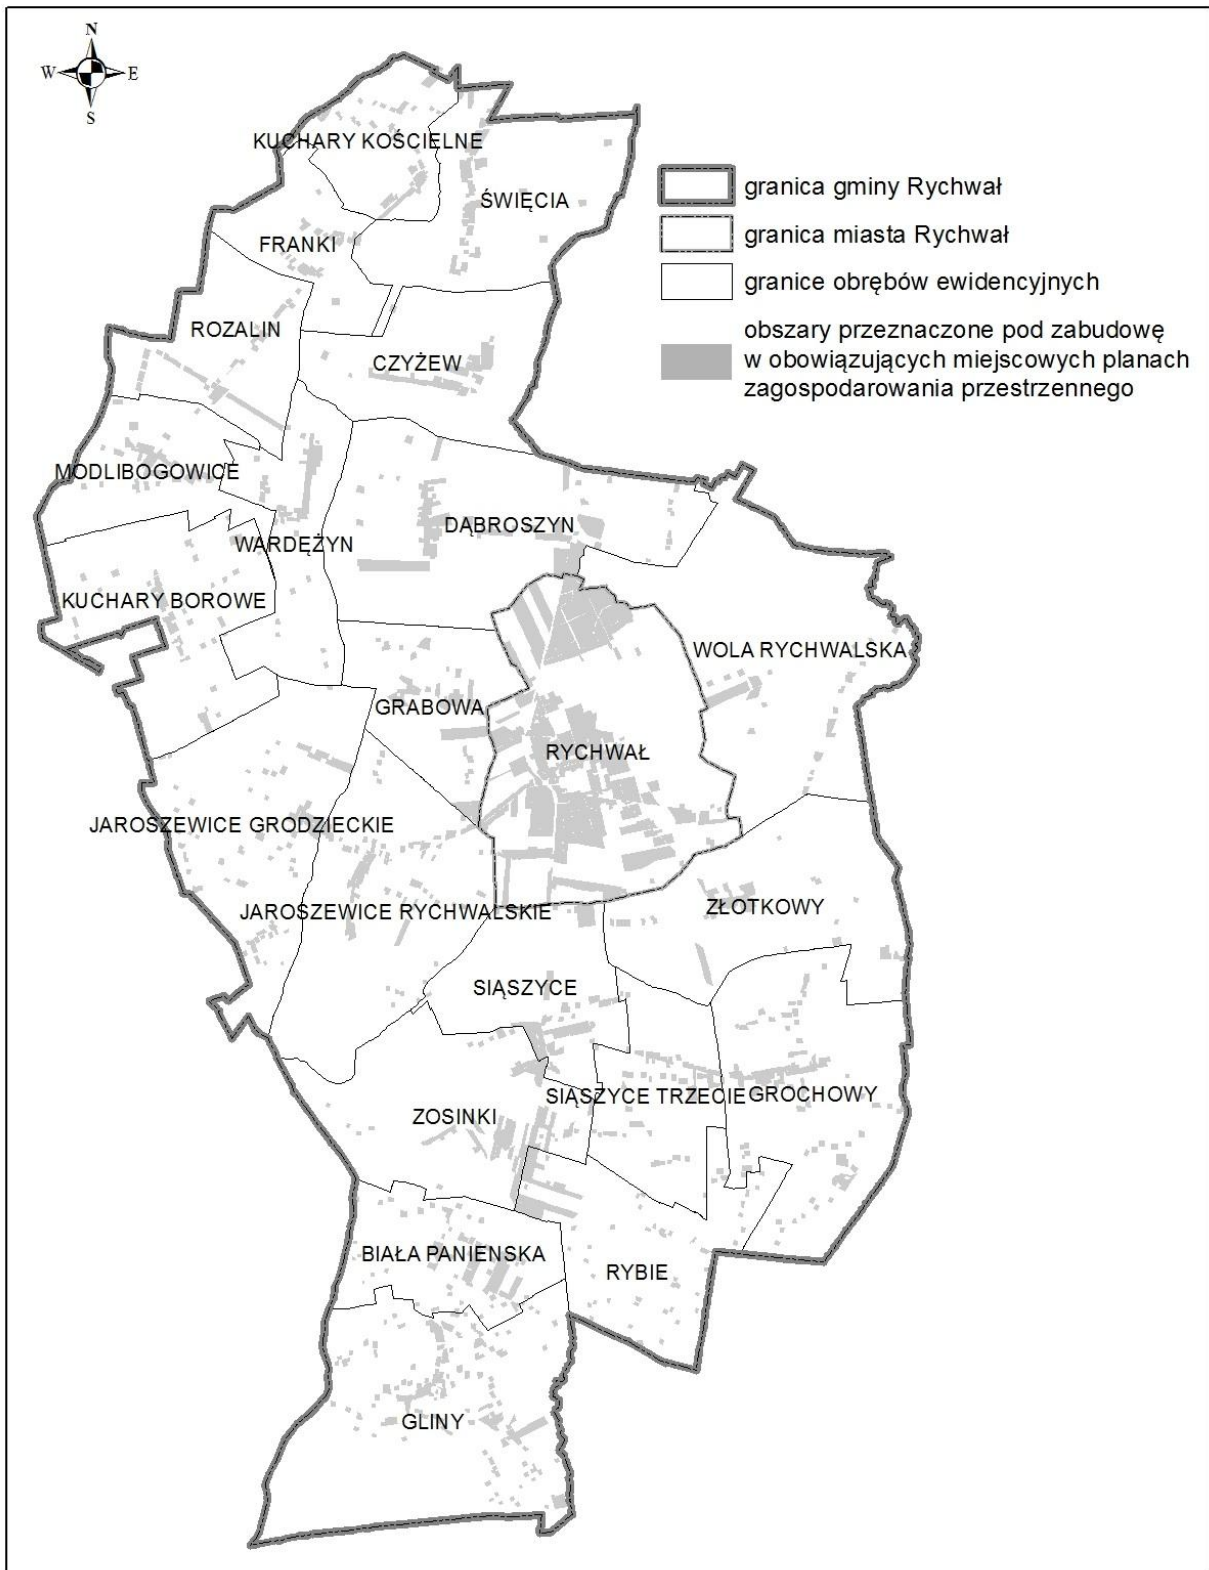 N
W E
S
KUCHARY KOŚCIELNE
ŚWIĘCIA
FRANKI
ROZALIN
CZYŻEW
MODLIBOGOWICE
DĄBROSZYN
WARDĘŻYN
KUCHARY BOROWE
WOLA RYCHWALSKA
GRABOWA
RYCHWAŁ
JAROSZEWICE GRODZIECKIE
JAROSZEWICE RYCHWALSKIE
ZŁOTKOWY
SIĄSZYCE
SIĄSZYCE TRZECIE
GROCHOWY
ZOSINKI
BIAŁA PANIENSKA
RYBIE
GLINY
granica gminy Rychwał
granica miasta Rychwał
granice obrębów ewidencyjnych
obszary przeznaczone pod zabudowę
w obowiązujących miejscowych planach
zagospodarowania przestrzennego